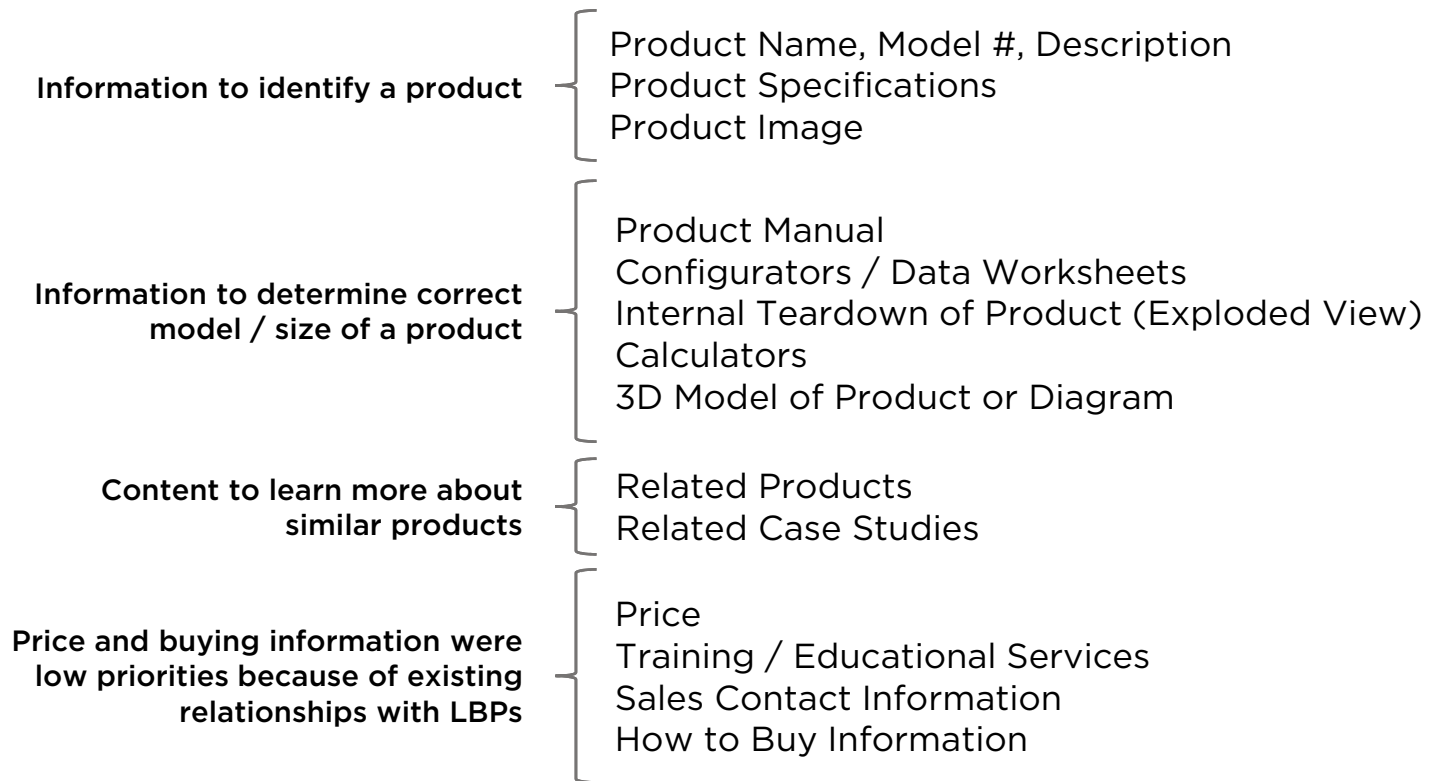 Information to identify a product
Product Name, Model #, Description
Product Specifications
Product Image
Information to determine correct
model / size of a product
Product Manual
Configurators / Data Worksheets
Internal Teardown of Product (Exploded View)
Calculators
3D Model of Product or Diagram
Content to learn more about
similar products
Related Products
Related Case Studies
Price and buying information were
low priorities because of existing
relationships with LBPs
Price
Training / Educational Services
Sales Contact Information
How to Buy Information